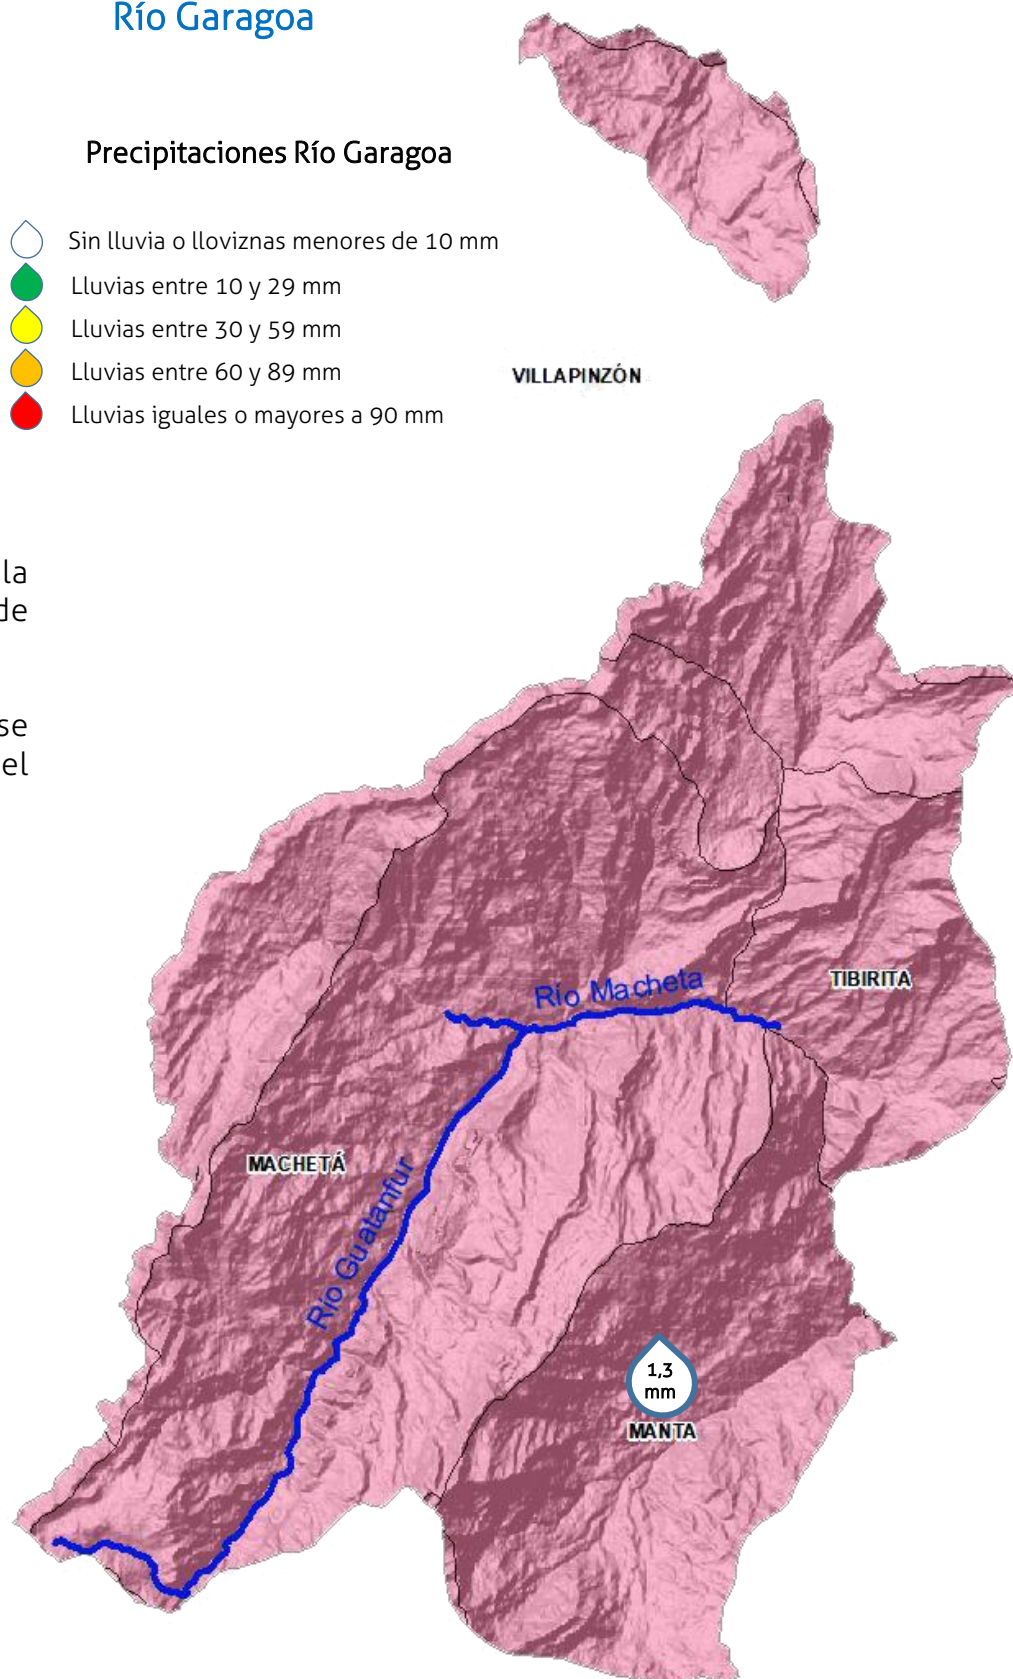 Río Garagoa
Precipitaciones Río Garagoa
Sin lluvia o lloviznas menores de 10 mm
Lluvias entre 10 y 29 mm
Lluvias entre 30 y 59 mm
Lluvias entre 60 y 89 mm
Lluvias iguales o mayores a 90 mm
VILLAPINZÓN
la
de
se
el
Río Macheta
TIBIRITA
MACHETÁ
Río Guatanfur
1,3
mm
MANTA